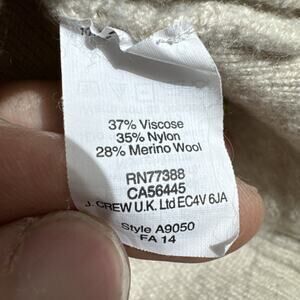 37% Viscose
35% Nylon
28% Merino Wool
RN77388
CA56445
J. CREW U.K. Ltd EC4V 6JA
Style A9050
FA 14